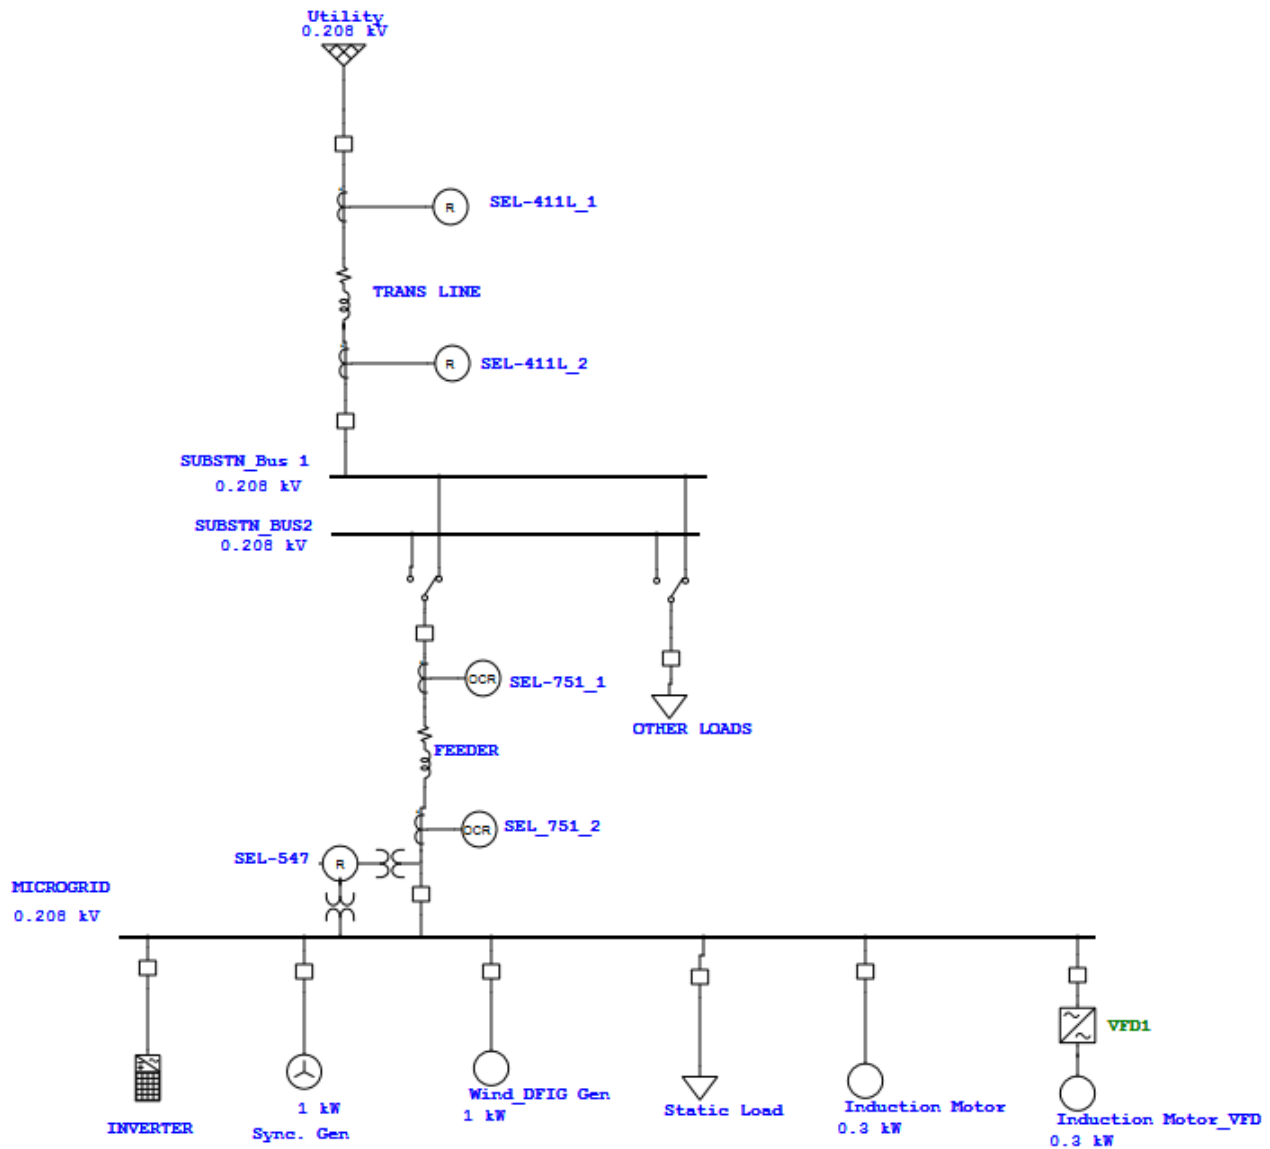 Utility
0.208 kV
R
SEL-411L_1
TRANS LINE
R
SEL-411L_2
SUBSTN_Bus 1
0.208 kV
SUBSTN_BUS2
0.208 kV
OCR
SEL-751_1
OTHER LOADS
FEEDER
OCR
SEL_751_2
SEL-547
R
MICROGRID
0.208 kV
VFD1
INVERTER
1 kW
Sync. Gen
Wind_DFIG Gen
1 kW
Static Load
Induction Motor
0.3 kW
Induction Motor_VFD
0.3 kW